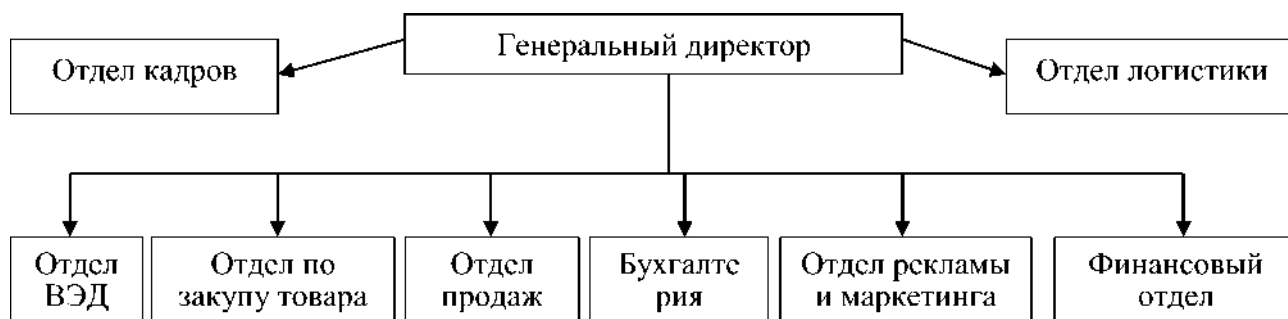 Генеральный директор
Отдел кадров
Отдел логистики
Отдел
ВЭД
Отдел по
закупу товара
Отдел
продаж
Бухгалте
рия
Отдел рекламы
и маркетинга
Финансовый
отдел